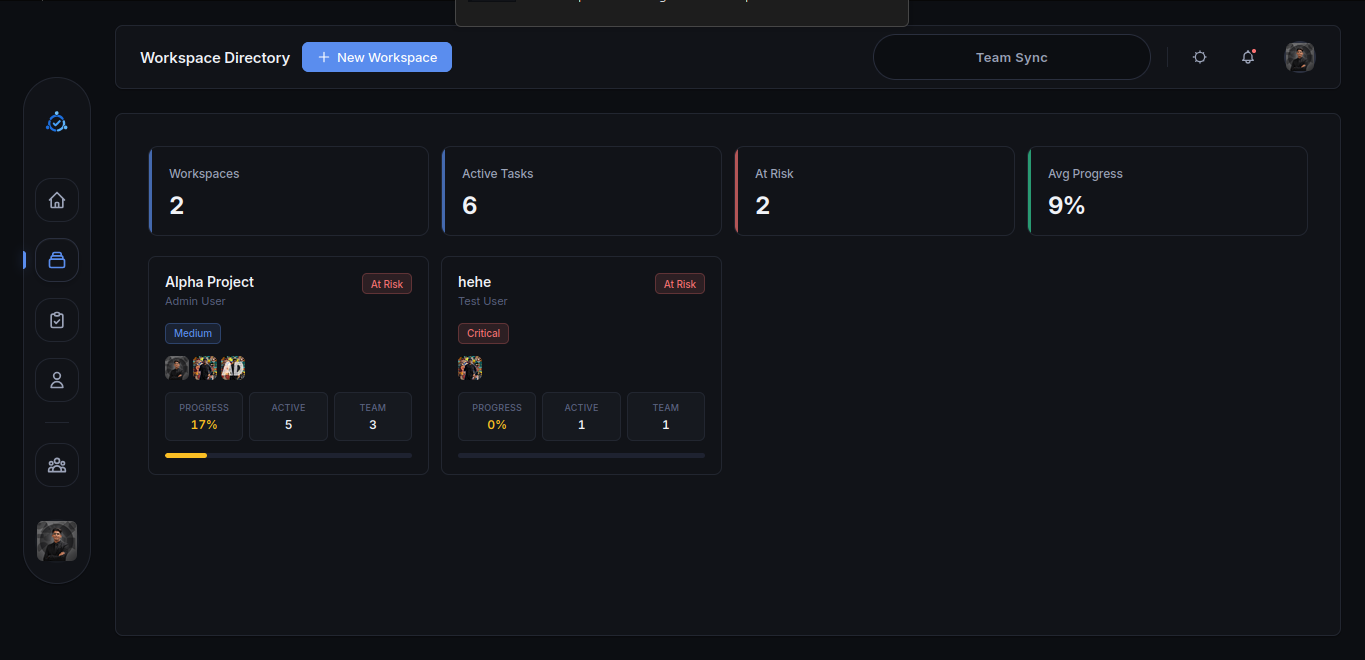 Workspace Directory
+ New Workspace
Team Sync
Workspaces
2
Active Tasks
6
At Risk
2
Avg Progress
9%
Alpha Project
At Risk
Admin User
Medium
AD
PROGRESS
17%
ACTIVE
5
TEAM
3
hehe
At Risk
Test User
Critical
PROGRESS
0%
ACTIVE
1
TEAM
1